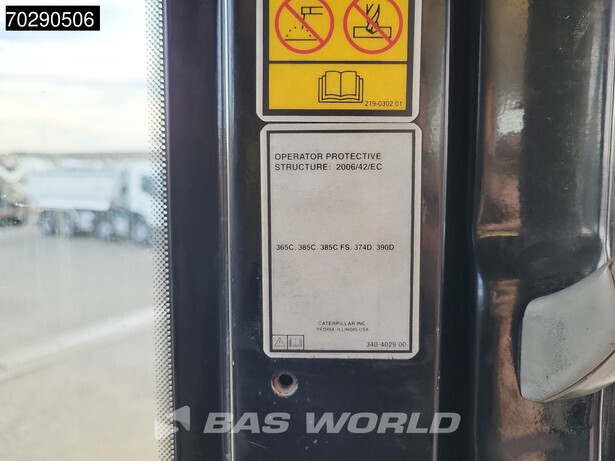 70290506
219-0302 01
OPERATOR PROTECTIVE
STRUCTURE: 2006/42/EC
365C, 385C, 385C FS, 374D, 390D
CATERPILLAR INC.
PEORIA, ILLINOIS, USA
348-4029 00
BAS WORLD